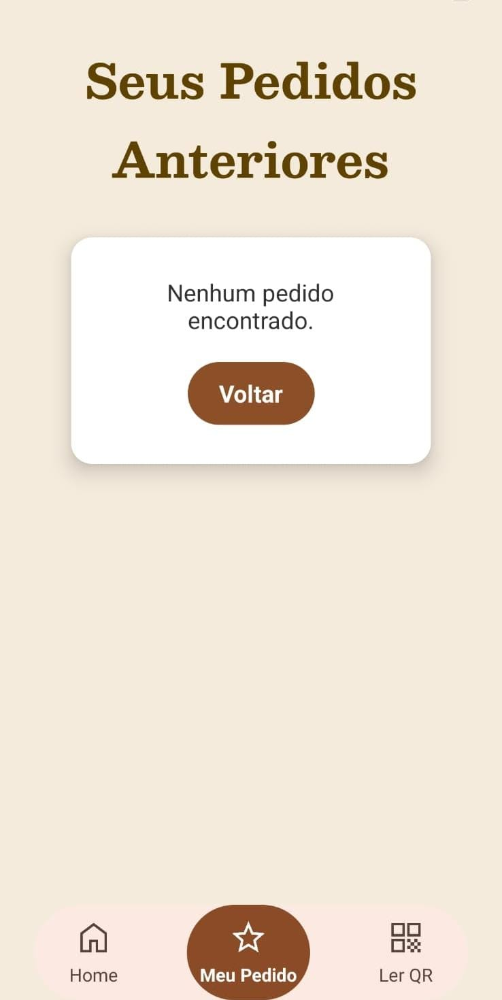 Seus Pedidos
Anteriores
Nenhum pedido
encontrado.
Voltar
Home
Meu Pedido
Ler QR